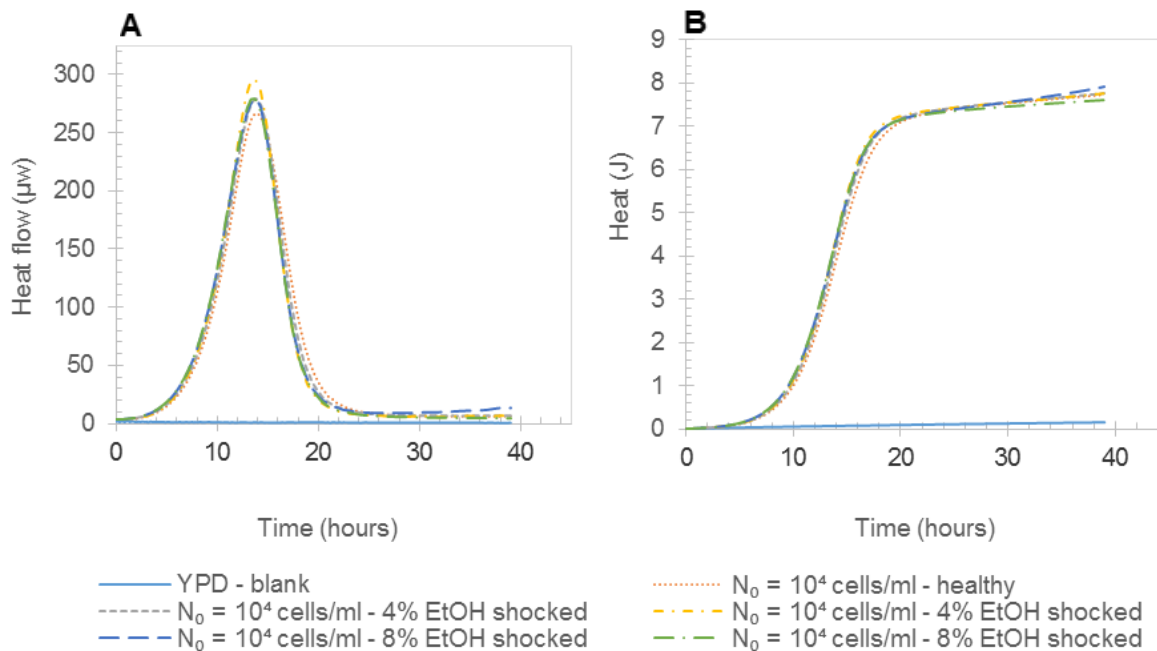 A
300
250
200
150
100
50
0
Heat flow (µw)
0 20 40
Time (hours)
B
9
8
7
6
5
4
3
2
1
0
Heat (J)
0 10 20 30 40
Time (hours)
YPD - blank
N₀ = 10⁴ cells/ml - healthy
N₀ = 10⁴ cells/ml - 4% EtOH shocked
N₀ = 10⁴ cells/ml - 4% EtOH shocked
N₀ = 10⁴ cells/ml - 8% EtOH shocked
N₀ = 10⁴ cells/ml - 8% EtOH shocked